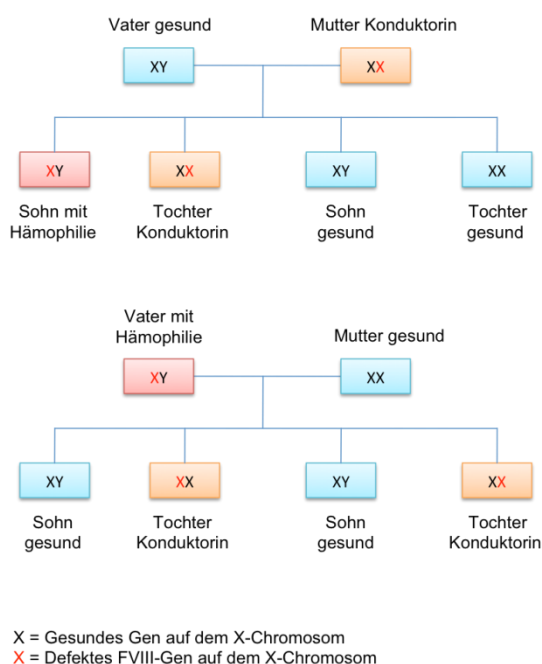 Vater gesund
Mutter Konduktorin
XY
XX
XY
XX
XY
XX
Sohn mit
Hämophilie
Tochter
Konduktorin
Sohn
gesund
Tochter
gesund
Vater mit
Hämophilie
Mutter gesund
XY
XX
XY
XX
XY
XX
Sohn
gesund
Tochter
Konduktorin
Sohn
gesund
Tochter
Konduktorin
X = Gesundes Gen auf dem X-Chromosom
X = Defektes FVIII-Gen auf dem X-Chromosom